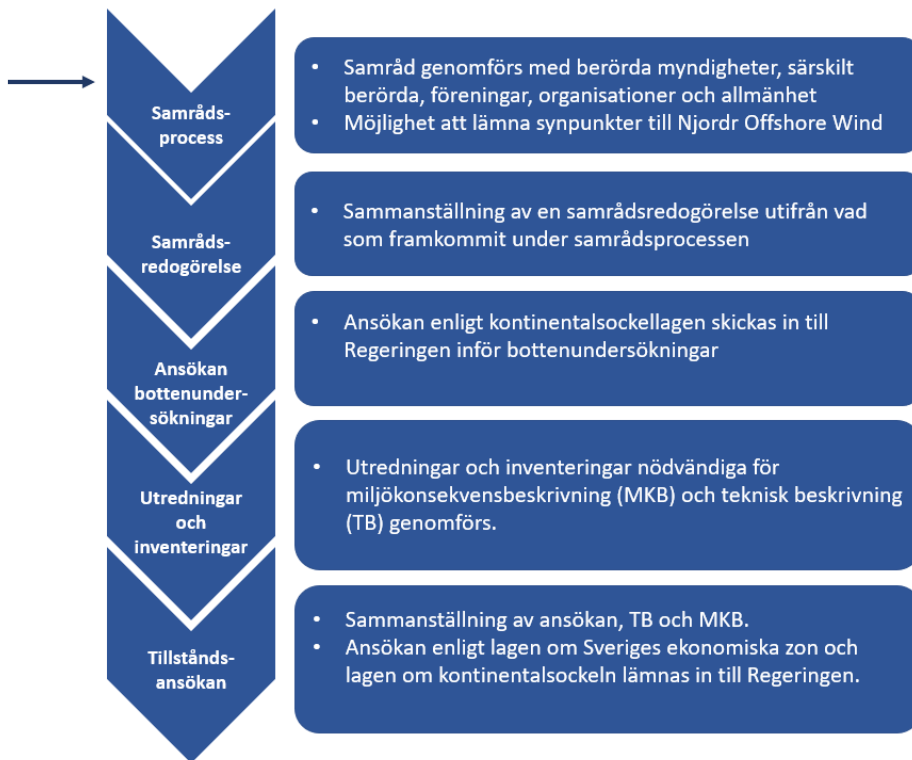 Samråds-
process
• Samråd genomförs med berörda myndigheter, särskilt
berörda, föreningar, organisationer och allmänhet
• Möjlighet att lämna synpunkter till Njordr Offshore Wind
Samråds-
redogörelse
• Sammanställning av en samrådsredogörelse utifrån vad
som framkommit under samrådsprocessen
Ansökan
bottenunder-
sökningar
• Ansökan enligt kontinentalsockellagen skickas in till
Regeringen inför bottenundersökningar
Utredningar
och
inventeringar
• Utredningar och inventeringar nödvändiga för
miljökonsekvensbeskrivning (MKB) och teknisk beskrivning
(TB) genomförs.
Tillstånds-
ansökan
• Sammanställning av ansökan, TB och MKB.
• Ansökan enligt lagen om Sveriges ekonomiska zon och
lagen om kontinentalsockeln lämnas in till Regeringen.